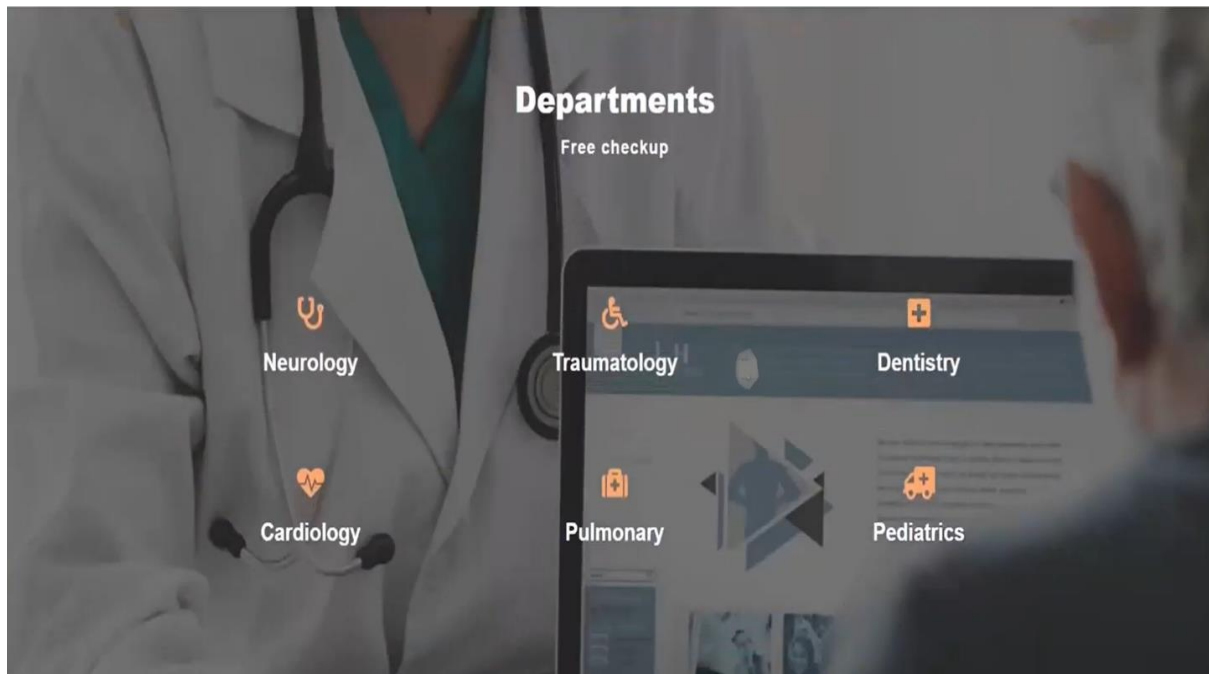 Departments
Free checkup
Neurology
Traumatology
Dentistry
Cardiology
Pulmonary
Pediatrics